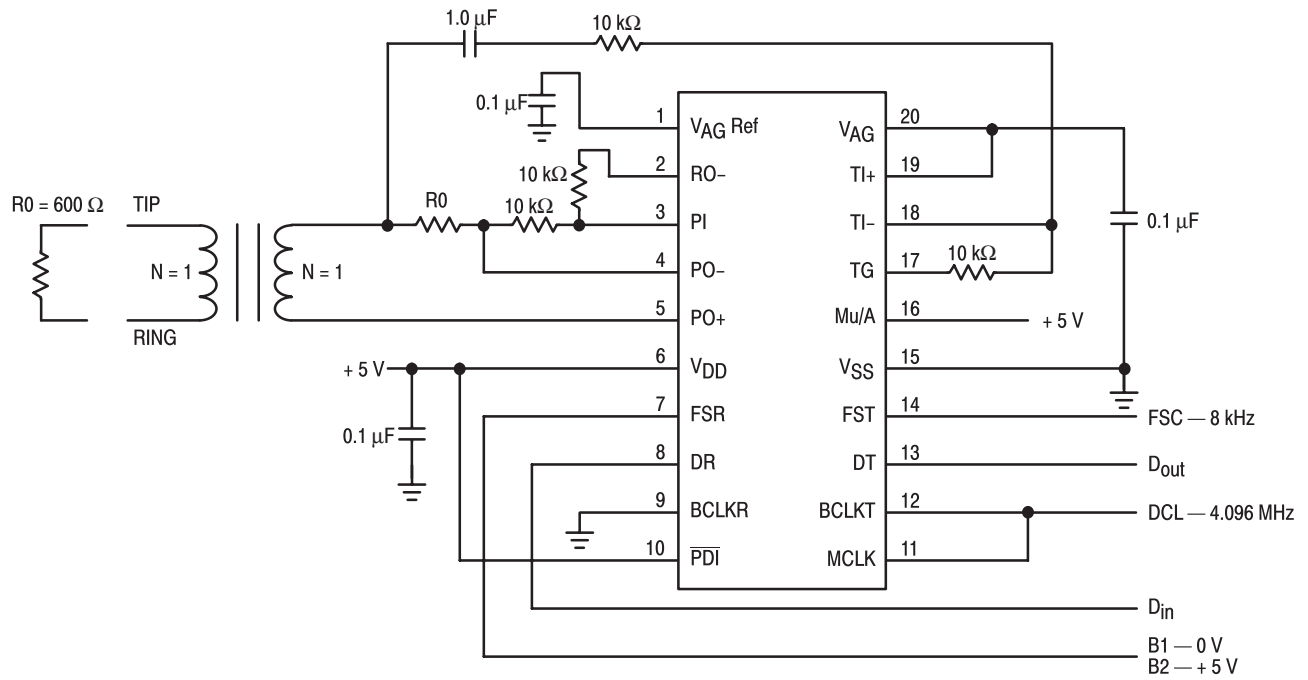 1.0 μF
10 kΩ
0.1 μF
1
VAG Ref
VAG
20
10 kΩ
2
RO–
TI+
19
R0 = 600 Ω
TIP
R0
10 kΩ
3
PI
TI–
18
0.1 μF
N = 1
N = 1
4
PO–
TG
17
10 kΩ
RING
5
PO+
Mu/A
16
+ 5 V
+ 5 V
6
VDD
VSS
15
7
FSR
FST
14
FSC — 8 kHz
0.1 μF
8
DR
DT
13
Dout
9
BCLKR
BCLKT
12
DCL — 4.096 MHz
10
PDI
MCLK
11
Din
B1 — 0 V
B2 — + 5 V